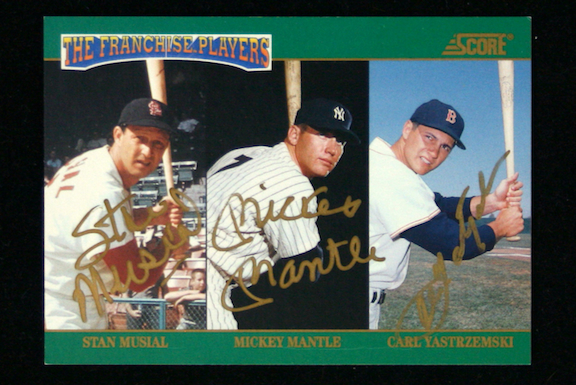 THE FRANCHISE PLAYERS
SCORE®
B
Stan Musial
Mickey Mantle
STAN MUSIAL
MICKEY MANTLE
CARL YASTRZEMSKI